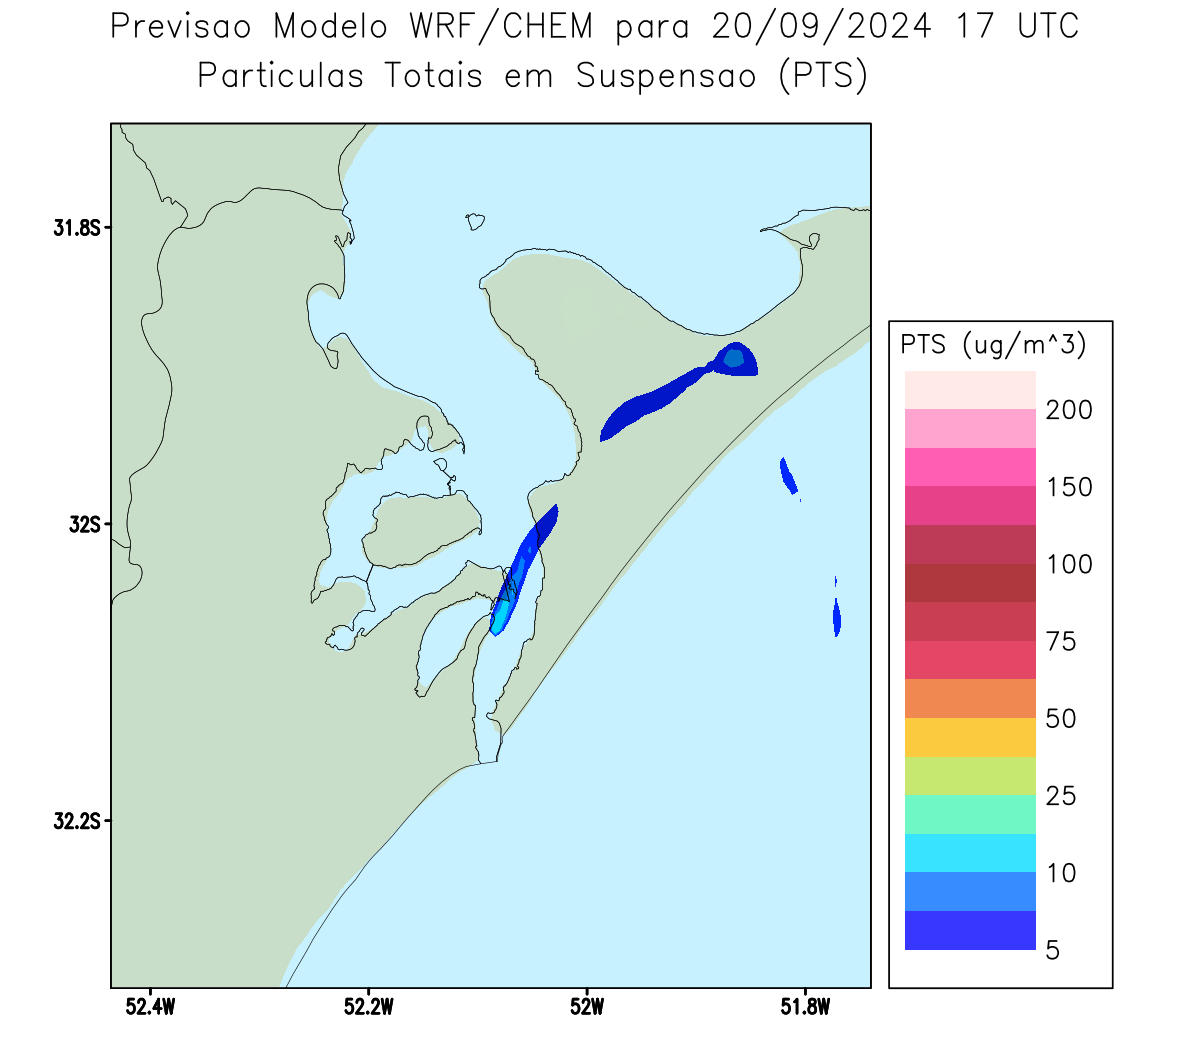 Previsao Modelo WRF/CHEM para 20/09/2024 17 UTC
Particulas Totais em Suspensao (PTS)
31.8S
32S
32.2S
52.4W
52.2W
52W
51.8W
PTS (ug/m^3)
200
150
100
75
50
25
10
5